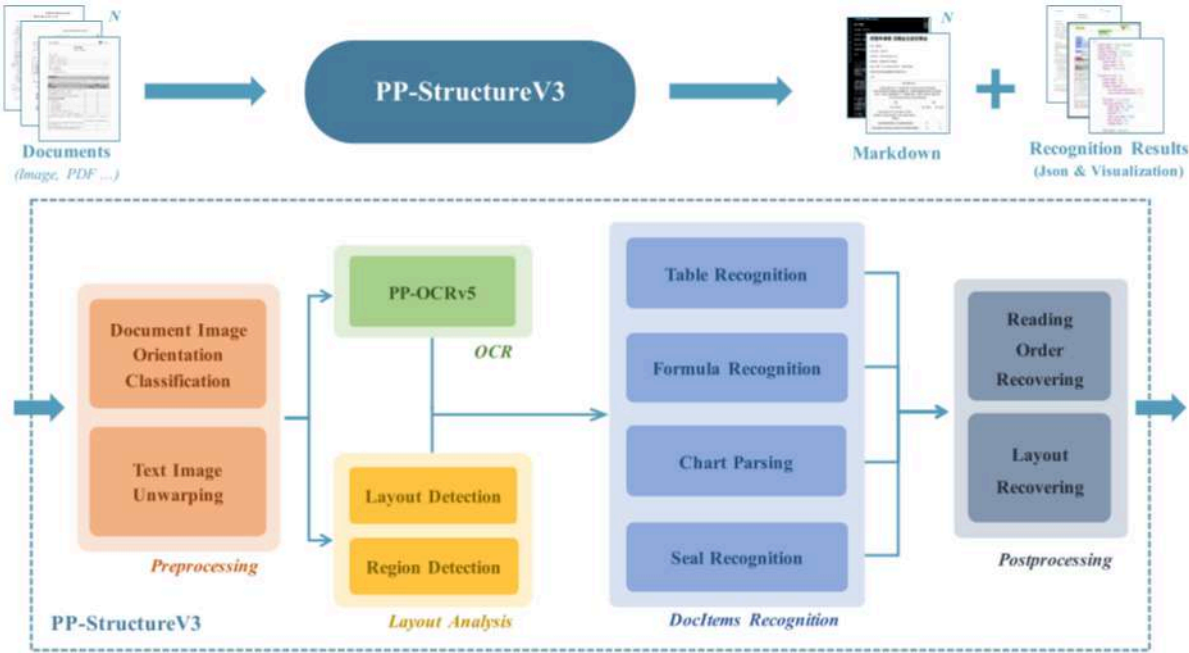 N
Documents
(Image, PDF ...)
PP-StructureV3
N
Markdown
Recognition Results
(Json & Visualization)
Document Image
Orientation
Classification
Text Image
Unwarping
Preprocessing
PP-OCRv5
OCR
Layout Detection
Region Detection
Layout Analysis
Table Recognition
Formula Recognition
Chart Parsing
Seal Recognition
DocItems Recognition
Reading
Order
Recovering
Layout
Recovering
Postprocessing
PP-StructureV3